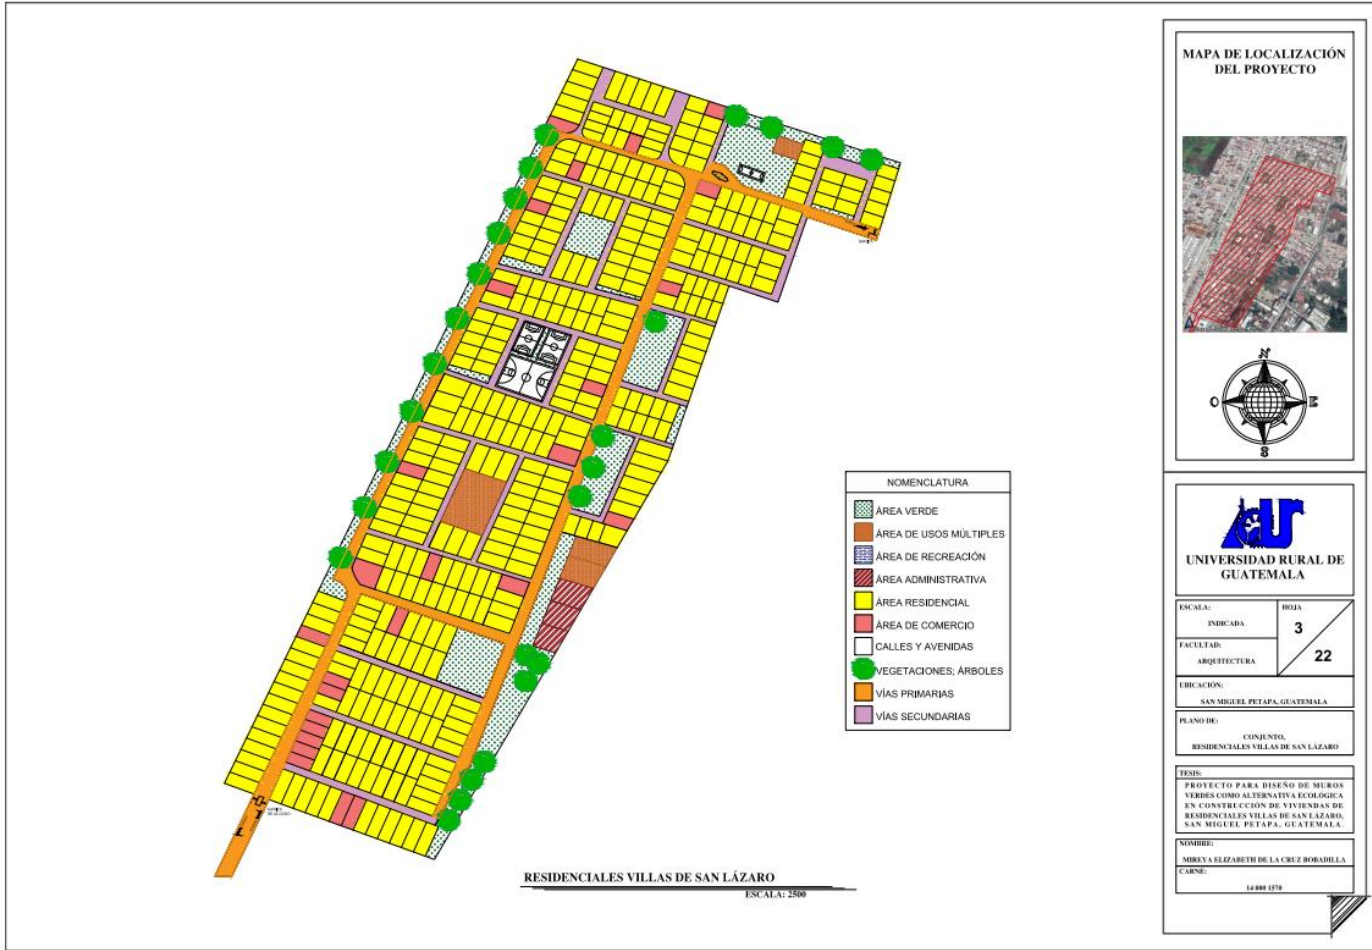 MAPA DE LOCALIZACIÓN
DEL PROYECTO
N
O
E
S
NOMENCLATURA
ÁREA VERDE
ÁREA DE USOS MÚLTIPLES
ÁREA DE RECREACIÓN
ÁREA ADMINISTRATIVA
ÁREA RESIDENCIAL
ÁREA DE COMERCIO
CALLES Y AVENIDAS
VEGETACIONES; ÁRBOLES
VÍAS PRIMARIAS
VÍAS SECUNDARIAS
UNIVERSIDAD RURAL DE
GUATEMALA
ESCALA:
INDICADA
HOJA
3
22
FACULTAD:
ARQUITECTURA
UBICACIÓN:
SAN MIGUEL PETAPA, GUATEMALA
PLANO DE:
CONJUNTO,
RESIDENCIALES VILLAS DE SAN LÁZARO
TESIS:
PROYECTO PARA DISEÑO DE MUROS
VERDES COMO ALTERNATIVA ECOLÓGICA
EN CONSTRUCCIÓN DE VIVIENDAS DE
RESIDENCIALES VILLAS DE SAN LÁZARO,
SAN MIGUEL PETAPA, GUATEMALA.
NOMBRE:
MIREYA ELIZABETH DE LA CRUZ BOBADILLA
CARNÉ:
14 000 1570
RESIDENCIALES VILLAS DE SAN LÁZARO
ESCALA: 2500